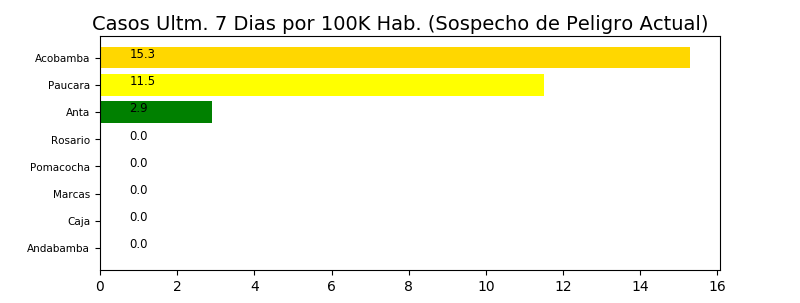 Casos Ultm. 7 Dias por 100K Hab. (Sospecho de Peligro Actual)
Acobamba 15.3
Paucara 11.5
Anta 2.9
Rosario 0.0
Pomacocha 0.0
Marcas 0.0
Caja 0.0
Andabamba 0.0
0 2 4 6 8 10 12 14 16